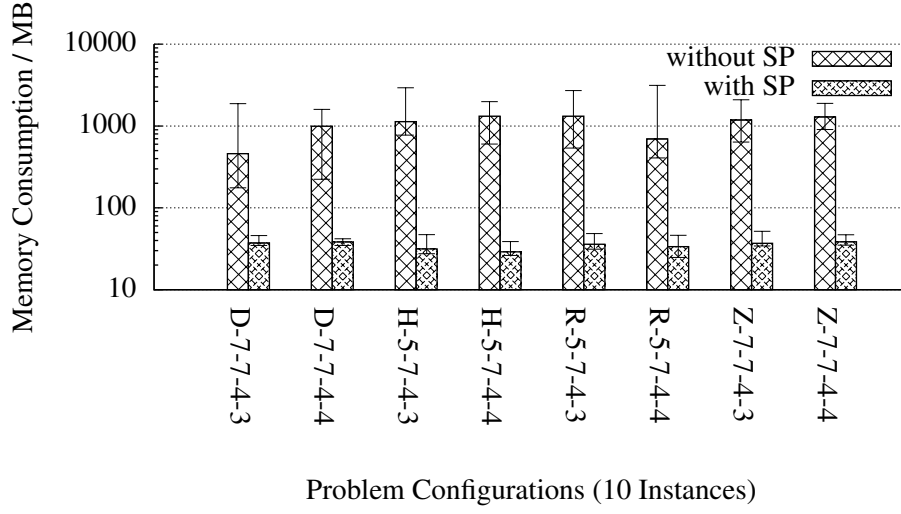 Memory Consumption / MB
10000
1000
100
10
without SP
with SP
D-7-7-4-3
D-7-7-4-4
H-5-7-4-3
H-5-7-4-4
R-5-7-4-3
R-5-7-4-4
Z-7-7-4-3
Z-7-7-4-4
Problem Configurations (10 Instances)